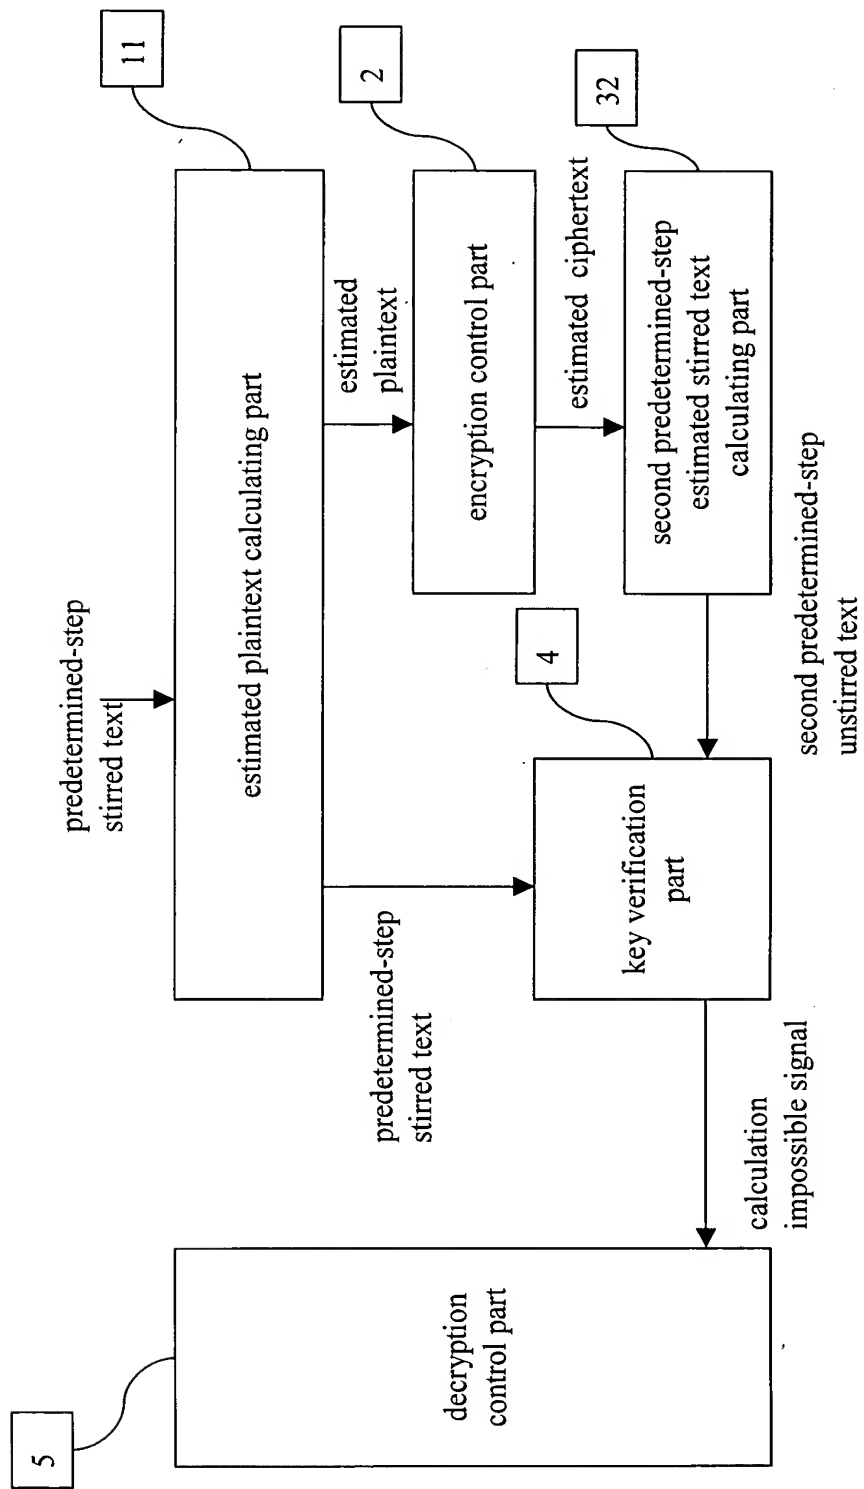 11
2
32
predetermined-step
stirred text
estimated plaintext calculating part
estimated
plaintext
encryption control part
estimated ciphertext
second predetermined-step
estimated stirred text
calculating part
second predetermined-step
unstirred text
4
key verification
part
predetermined-step
stirred text
calculation
impossible signal
decryption
control part
5